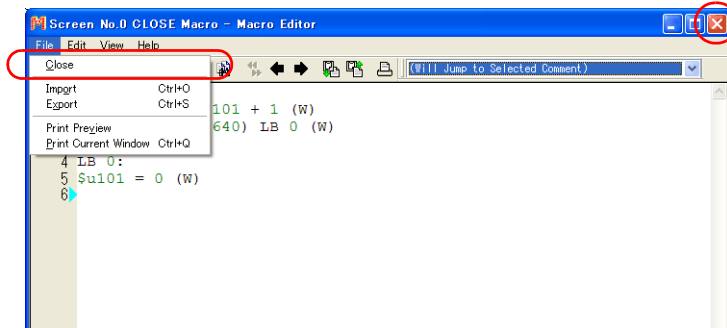 Screen No.0 CLOSE Macro - Macro Editor
File Edit View Help
Close
(Will Jump to Selected Comment)
Import Ctrl+O
Export Ctrl+S
101 + 1 (W)
Print Preview
640) LB 0 (W)
Print Current Window Ctrl+Q
4 LB 0:
5 $u101 = 0 (W)
6